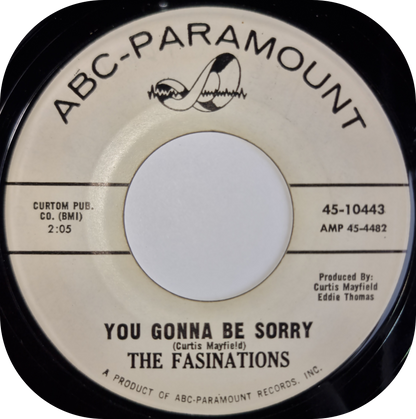 ABC-PARAMOUNT
CURTOM PUB.
CO. (BMI)
2:05
45-10443
AMP 45-4482
Produced By:
Curtis Mayfield
Eddie Thomas
YOU GONNA BE SORRY
(Curtis Mayfield)
THE FASINATIONS
A PRODUCT OF ABC-PARAMOUNT RECORDS, INC.